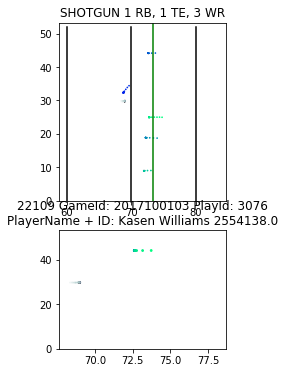 SHOTGUN 1 RB, 1 TE, 3 WR
50
40
30
20
10
0
60 70 80
22109 GameId: 2017100103 PlayId: 3076
PlayerName + ID: Kasen Williams 2554138.0
40
20
0
70.0 72.5 75.0 77.5